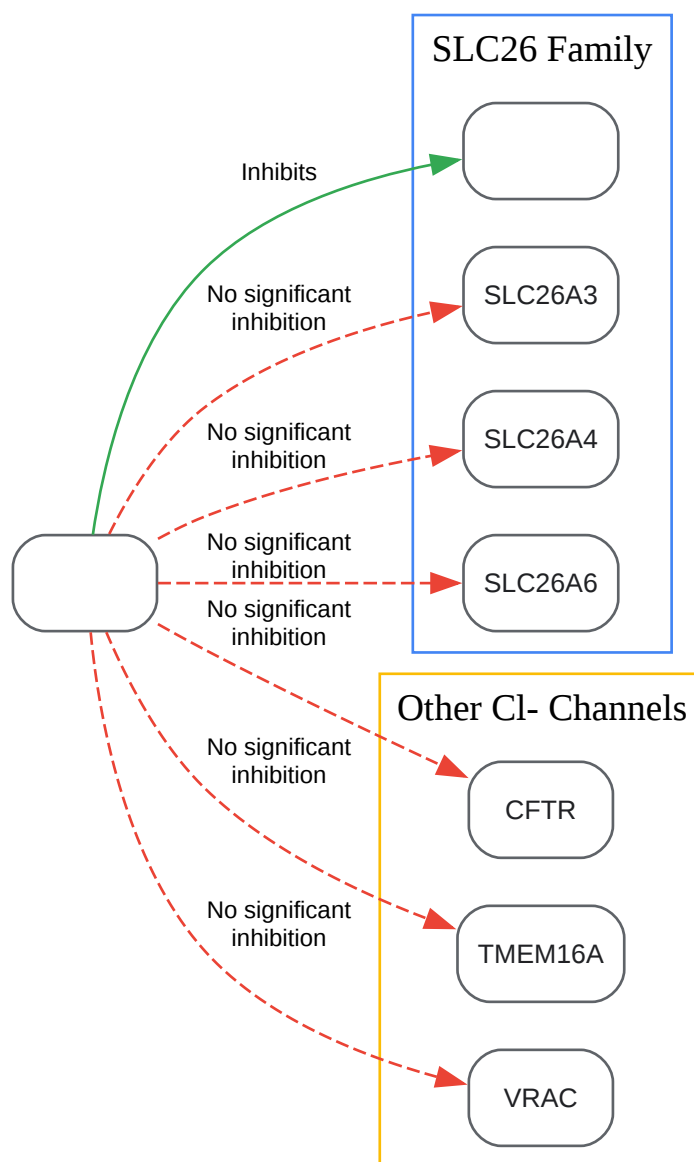 SLC26 Family
Inhibits
No significant
inhibition
SLC26A3
No significant
inhibition
SLC26A4
No significant
inhibition
SLC26A6
No significant
inhibition
Other Cl- Channels
No significant
inhibition
CFTR
No significant
inhibition
TMEM16A
VRAC